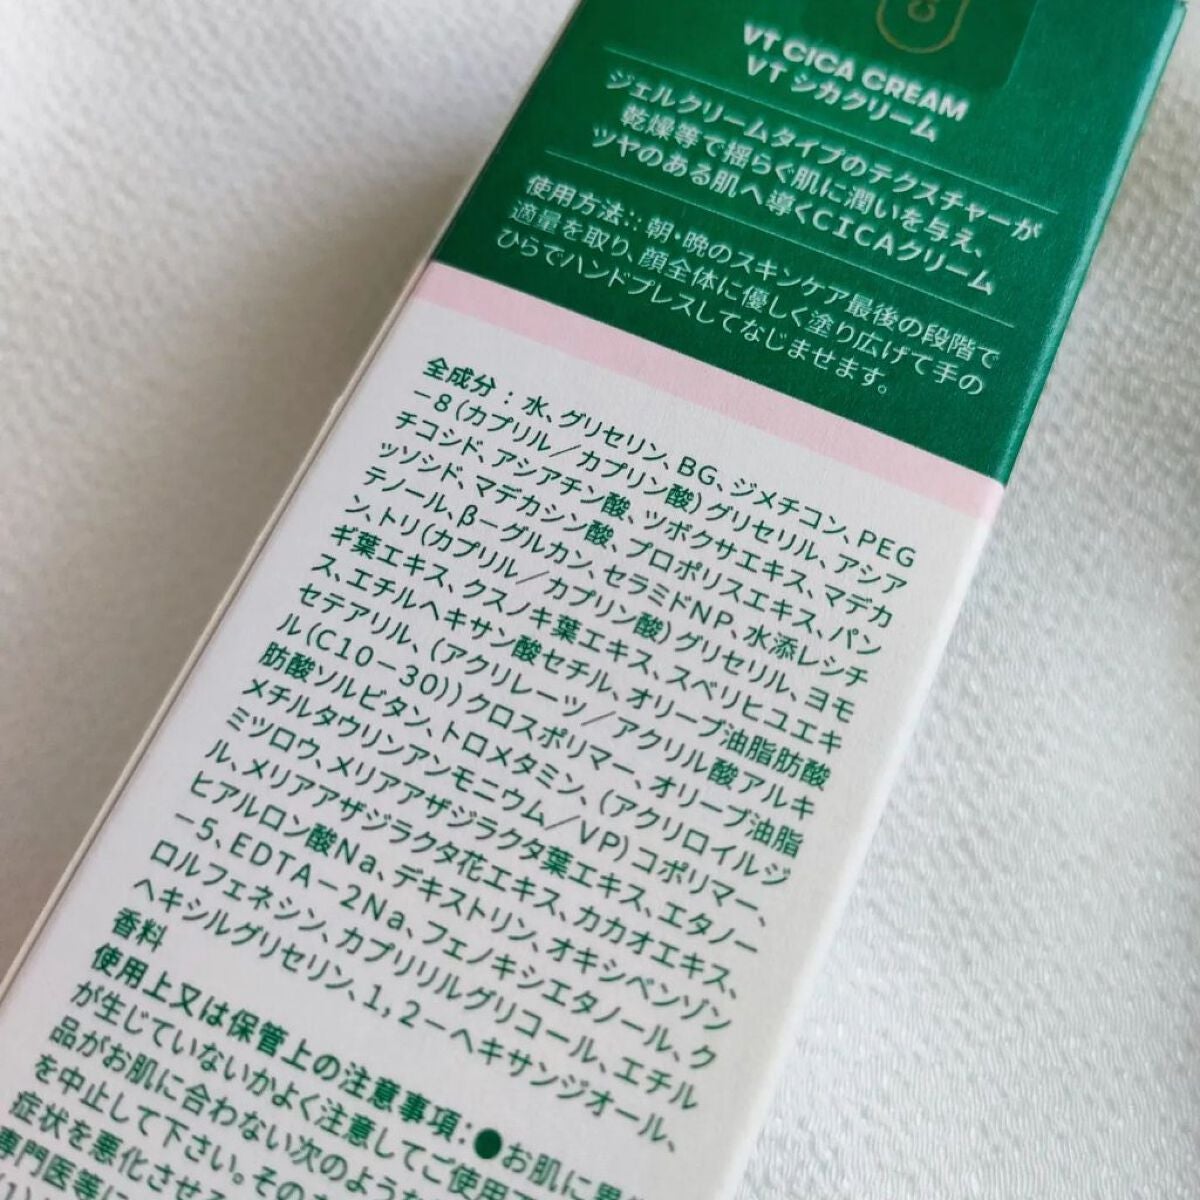 VT CICA CREAM
VT シカクリーム
ジェルクリームタイプのテクスチャーが
乾燥等で揺らぐ肌に潤いを与え、
ツヤのある肌へ導くCICAクリーム
使用方法:：朝・晩のスキンケア最後の段階で
適量を取り、顔全体に優しく塗り広げて手の
ひらでハンドプレスしてなじませます。
全成分：水、グリセリン、BG、ジメチコン、PEG
－8(カプリル／カプリン酸)グリセリル、アシア
チコシド、アシアチン酸、ツボクサエキス、マデカ
ッソシド、マデカシン酸、プロポリスエキス、パン
テノール、β－グルカン、セラミドNP、水添レシチ
ン、トリ(カプリル／カプリン酸)グリセリル、ヨモ
ギ葉エキス、クスノキ葉エキス、スベリヒユエキ
ス、エチルヘキサン酸セチル、オリーブ油脂肪酸
セテアリル、(アクリレーツ／アクリル酸アルキ
ル(C10－30))クロスポリマー、オリーブ油脂
肪酸ソルビタン、トロメタミン、(アクリロイルジ
メチルタウリンアンモニウム／VP)コポリマー、
ミツロウ、メリアアザジラクタ葉エキス、エタノー
ル、メリアアザジラクタ花エキス、カカオエキス、
ヒアルロン酸Na、デキストリン、オキシベンゾン
－5、EDTA－2Na、フェノキシエタノール、ク
ロルフェネシン、カプリリルグリコール、エチル
ヘキシルグリセリン、1，2－ヘキサンジオール、
香料
使用上又は保管上の注意事項：●お肌に異
が生じていないかよく注意してご使用
品がお肌に合わない次のような
を中止して下さい。その
症状を悪化させ
専門医等に